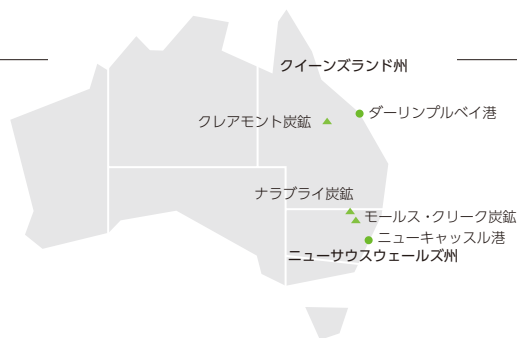 クイーンズランド州
ダーリンプルベイ港
クレアモント炭鉱
ナラブライ炭鉱
モールス・クリーク炭鉱
ニューキャッスル港
ニューサウスウェールズ州